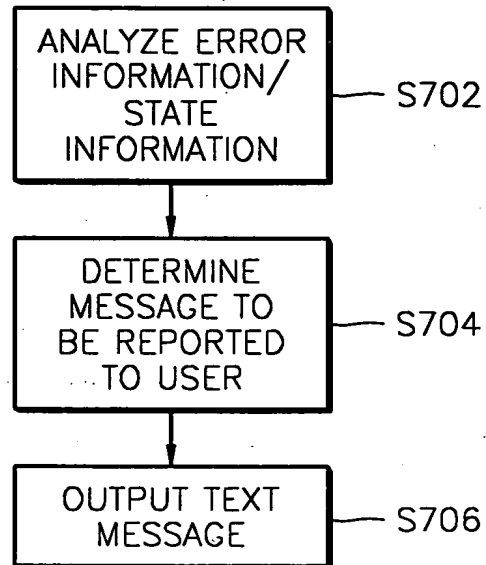 ANALYZE ERROR
INFORMATION/
STATE
INFORMATION
S702
DETERMINE
MESSAGE TO
BE REPORTED
TO USER
S704
OUTPUT TEXT
MESSAGE
S706